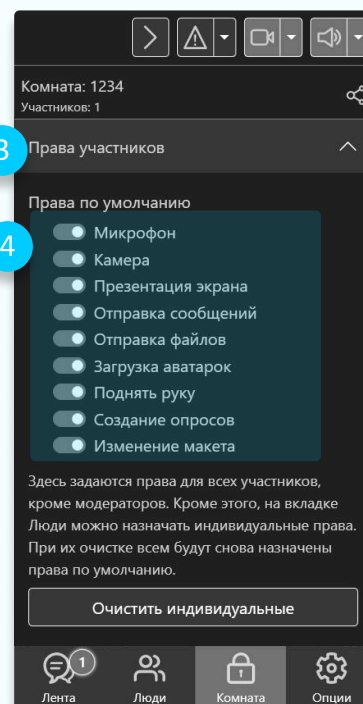 Комната: 1234
Участников: 1
3
Права участников
Права по умолчанию
4
Микрофон
Камера
Презентация экрана
Отправка сообщений
Отправка файлов
Загрузка аватарок
Поднять руку
Создание опросов
Изменение макета
Здесь задаются права для всех участников,
кроме модераторов. Кроме этого, на вкладке
Люди можно назначать индивидуальные права.
При их очистке всем будут снова назначены
права по умолчанию.
Очистить индивидуальные
1
Лента Люди Комната Опции